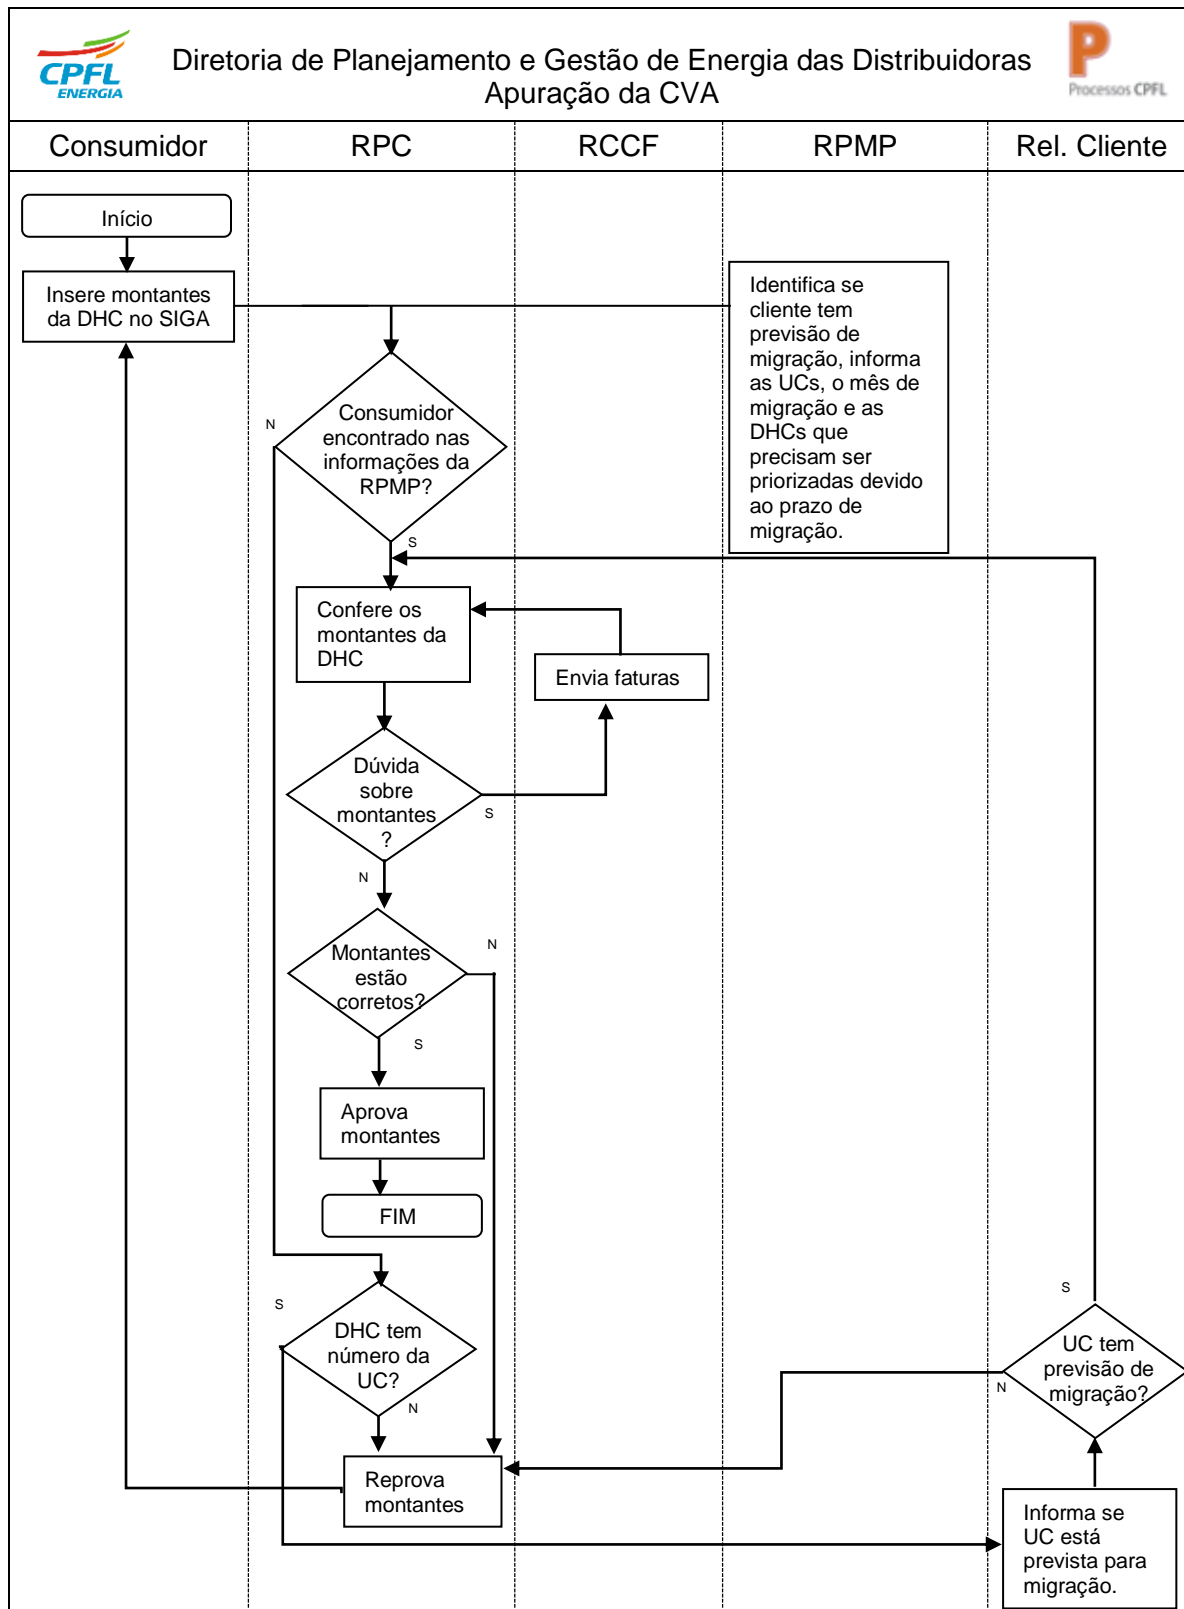 CPFL
ENERGIA
Diretoria de Planejamento e Gestão de Energia das Distribuidoras
Apuração da CVA
P
Processos CPFL
Consumidor
RPC
RCCF
RPMP
Rel. Cliente
Início
Insere montantes
da DHC no SIGA
Identifica se
cliente tem
previsão de
migração, informa
as UCs, o mês de
migração e as
DHCs que
precisam ser
priorizadas devido
ao prazo de
migração.
N
Consumidor
encontrado nas
informações da
RPMP?
S
Confere os
montantes da
DHC
Envia faturas
Dúvida
sobre
montantes
?
S
N
Montantes
estão
corretos?
N
S
Aprova
montantes
FIM
S
DHC tem
número da
UC?
N
S
UC tem
previsão de
migração?
N
Reprova
montantes
Informa se
UC está
prevista para
migração.